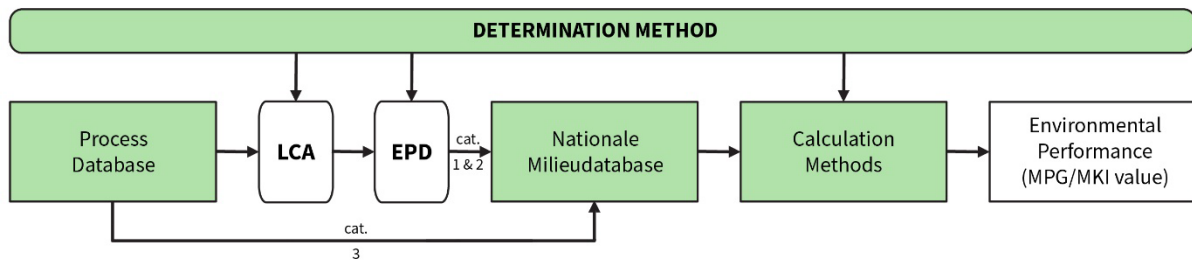 DETERMINATION METHOD
Process
Database
LCA
EPD
cat.
1 & 2
Nationale
Milieudatabase
Calculation
Methods
Environmental
Performance
(MPG/MKI value)
cat.
3